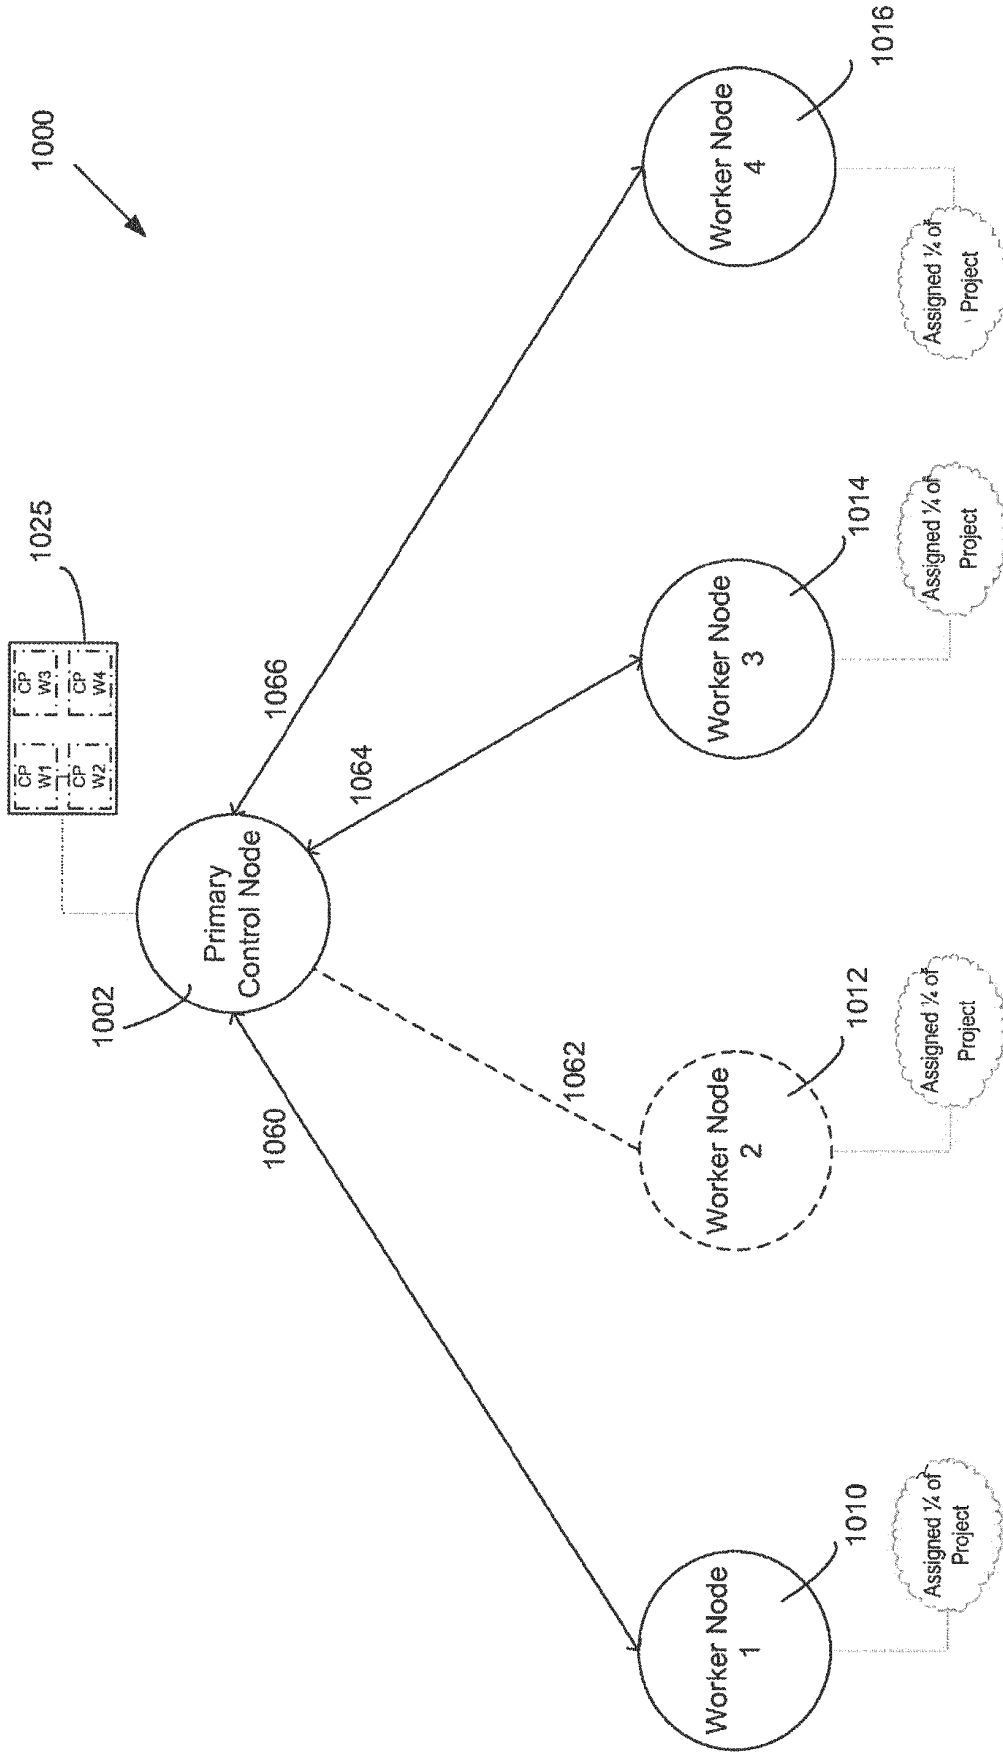 1000
1025
CP
W1
CP
W3
CP
W2
CP
W4
1002
Primary
Control Node
1060
1062
1064
1066
Worker Node
1
1010
Worker Node
2
1012
Worker Node
3
1014
Worker Node
4
1016
Assigned ¼ of
Project
Assigned ¼ of
Project
Assigned ¼ of
Project
Assigned ¼ of
Project